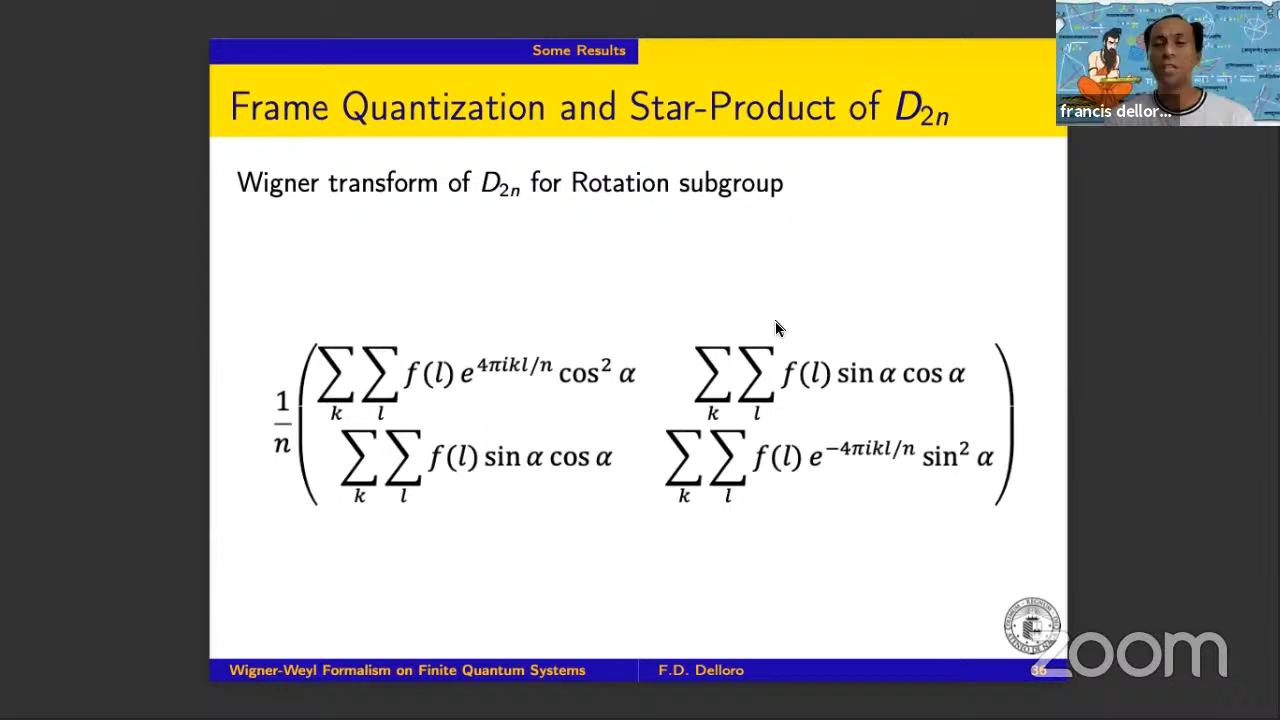 Some Results
Frame Quantization and Star-Product of D₂ₙ
francis dellor...
Wigner transform of D₂ₙ for Rotation subgroup
1/n ( ∑ₖ ∑ₗ f(l) e^{4πikl/n} cos² α    ∑ₖ ∑ₗ f(l) sin α cos α
∑ₖ ∑ₗ f(l) sin α cos α    ∑ₖ ∑ₗ f(l) e^{−4πikl/n} sin² α )
Wigner-Weyl Formalism on Finite Quantum Systems
F.D. Delloro
36
zoom